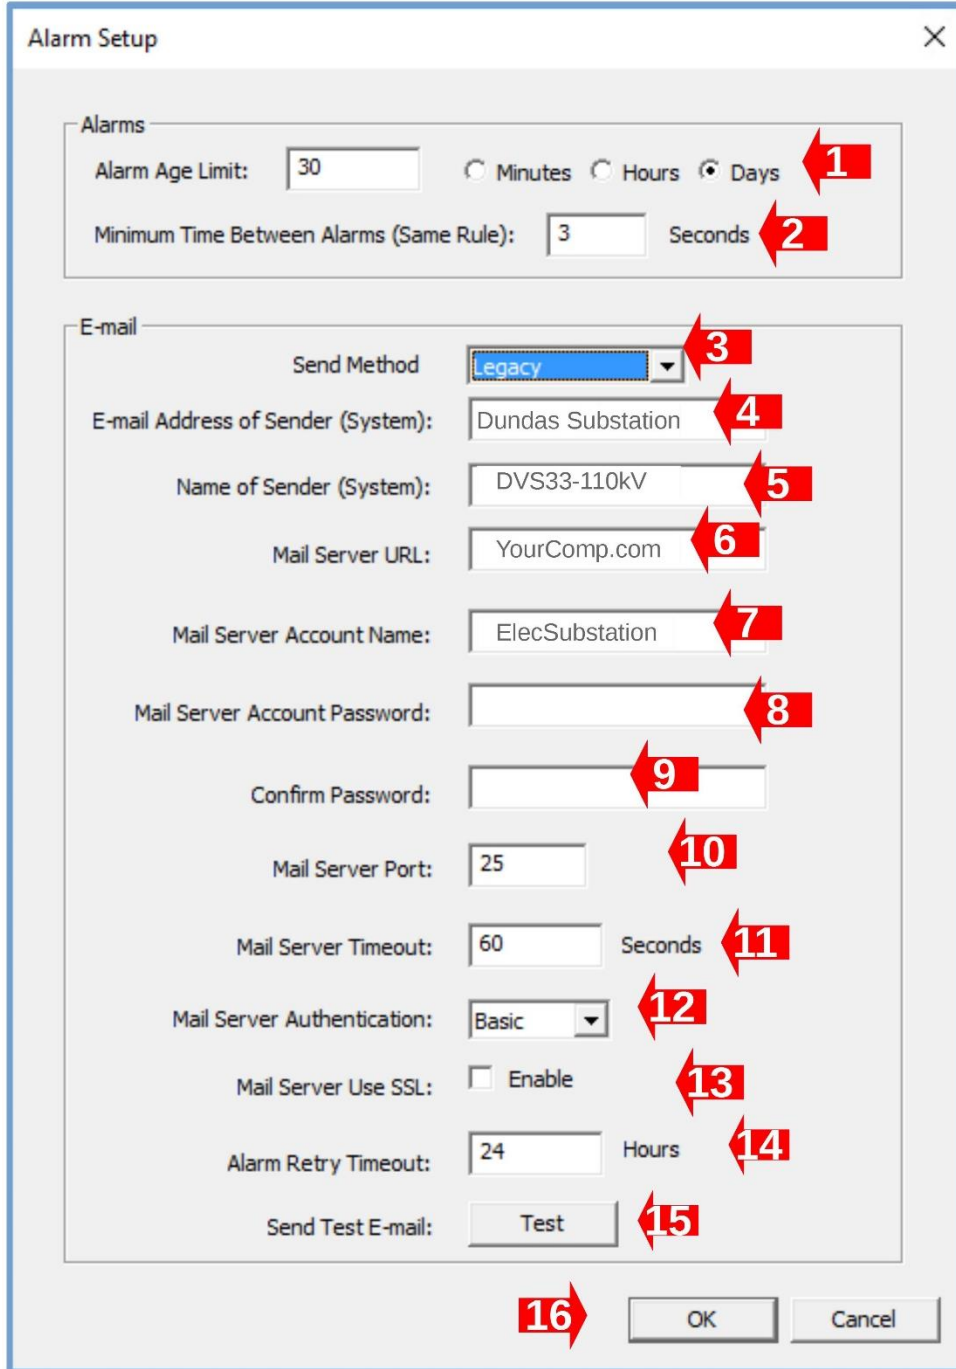 Alarm Setup
Alarms
Alarm Age Limit: 30 Minutes Hours Days 1
Minimum Time Between Alarms (Same Rule): 3 Seconds 2
E-mail
Send Method Legacy 3
E-mail Address of Sender (System): Dundas Substation 4
Name of Sender (System): DVS33-110kV 5
Mail Server URL: YourComp.com 6
Mail Server Account Name: ElecSubstation 7
Mail Server Account Password: 8
Confirm Password: 9
Mail Server Port: 25 10
Mail Server Timeout: 60 Seconds 11
Mail Server Authentication: Basic 12
Mail Server Use SSL: Enable 13
Alarm Retry Timeout: 24 Hours 14
Send Test E-mail: Test 15
16 OK Cancel